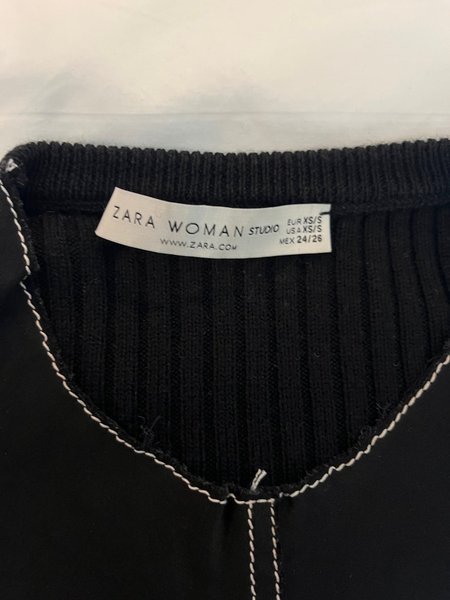 ZARA WOMAN STUDIO
WWW.ZARA.COM
EUR XS/S
USA XS/S
MEX 24/26